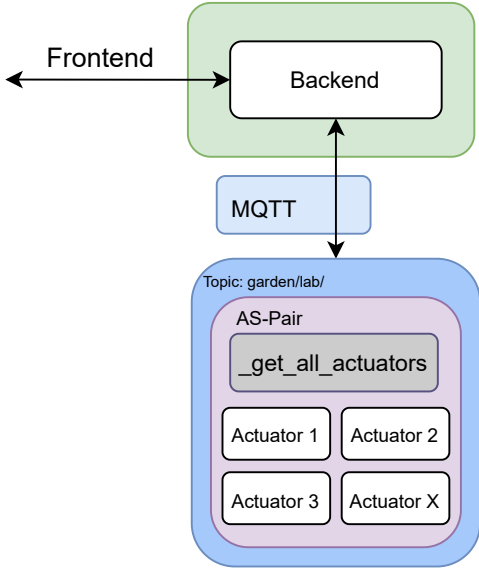 Frontend
Backend
MQTT
Topic: garden/lab/
AS-Pair
_get_all_actuators
Actuator 1
Actuator 2
Actuator 3
Actuator X